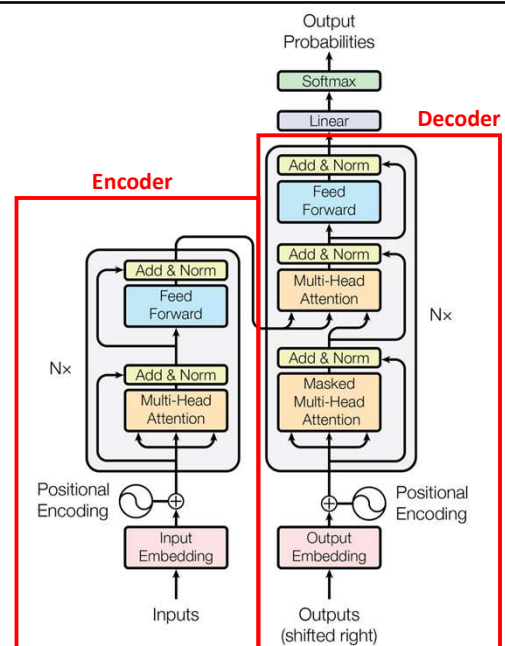 Output
Probabilities
Softmax
Linear
Decoder
Encoder
Add & Norm
Feed
Forward
Add & Norm
Multi-Head
Attention
Add & Norm
Masked
Multi-Head
Attention
N×
Add & Norm
Feed
Forward
Add & Norm
Multi-Head
Attention
N×
Positional
Encoding
Positional
Encoding
Input
Embedding
Output
Embedding
Inputs
Outputs
(shifted right)